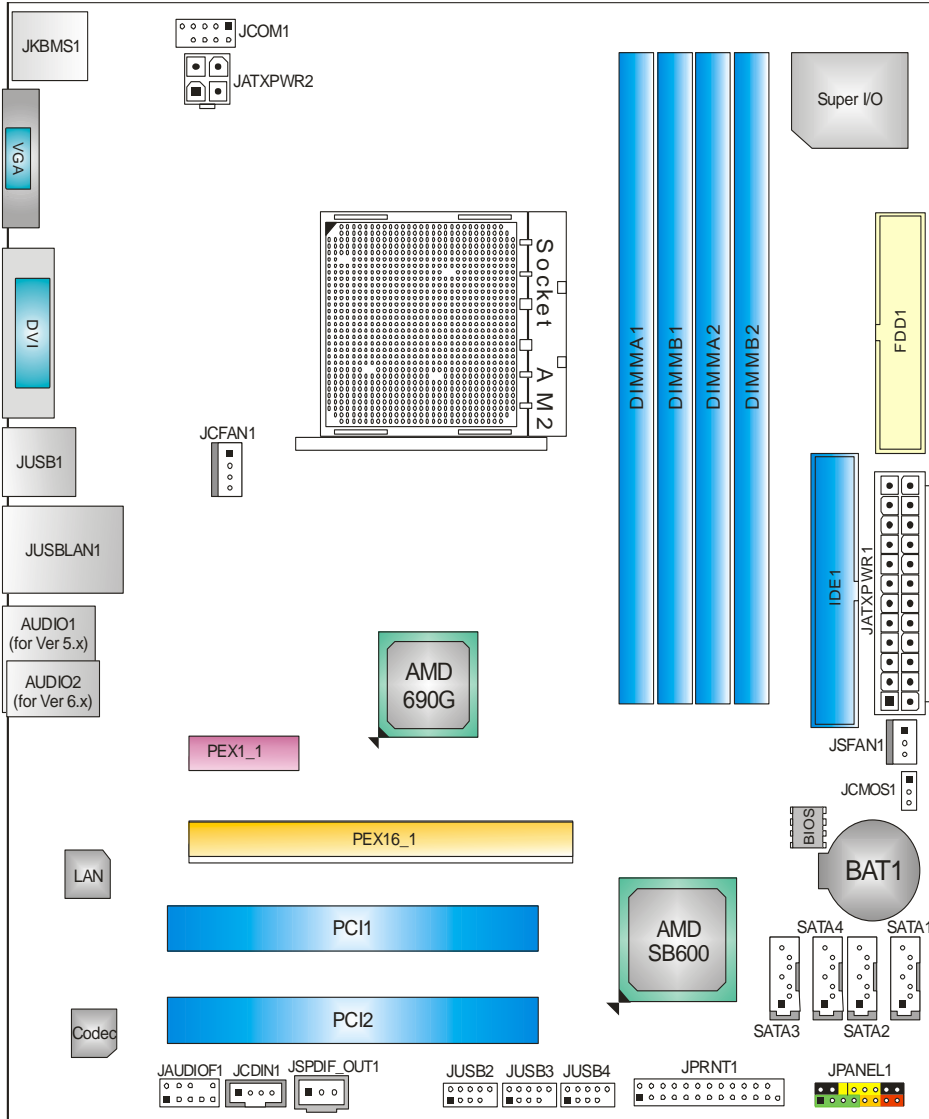 JKBMS1
JCOM1
JATXPWR2
Super I/O
VGA
Socket AM2
DVI
DIMMA1
DIMMB1
DIMMA2
DIMMB2
FDD1
JCFAN1
JUSB1
JUSBLAN1
IDE1
JATXPWR1
AUDIO1
(for Ver 5.x)
AUDIO2
(for Ver 6.x)
AMD
690G
JSFAN1
PEX1_1
JCMOS1
BIOS
PEX16_1
BAT1
LAN
PCI1
AMD
SB600
SATA4
SATA1
PCI2
Codec
SATA3
SATA2
JAUDIOF1
JCDIN1
JSPDIF_OUT1
JUSB2
JUSB3
JUSB4
JPRNT1
JPANEL1